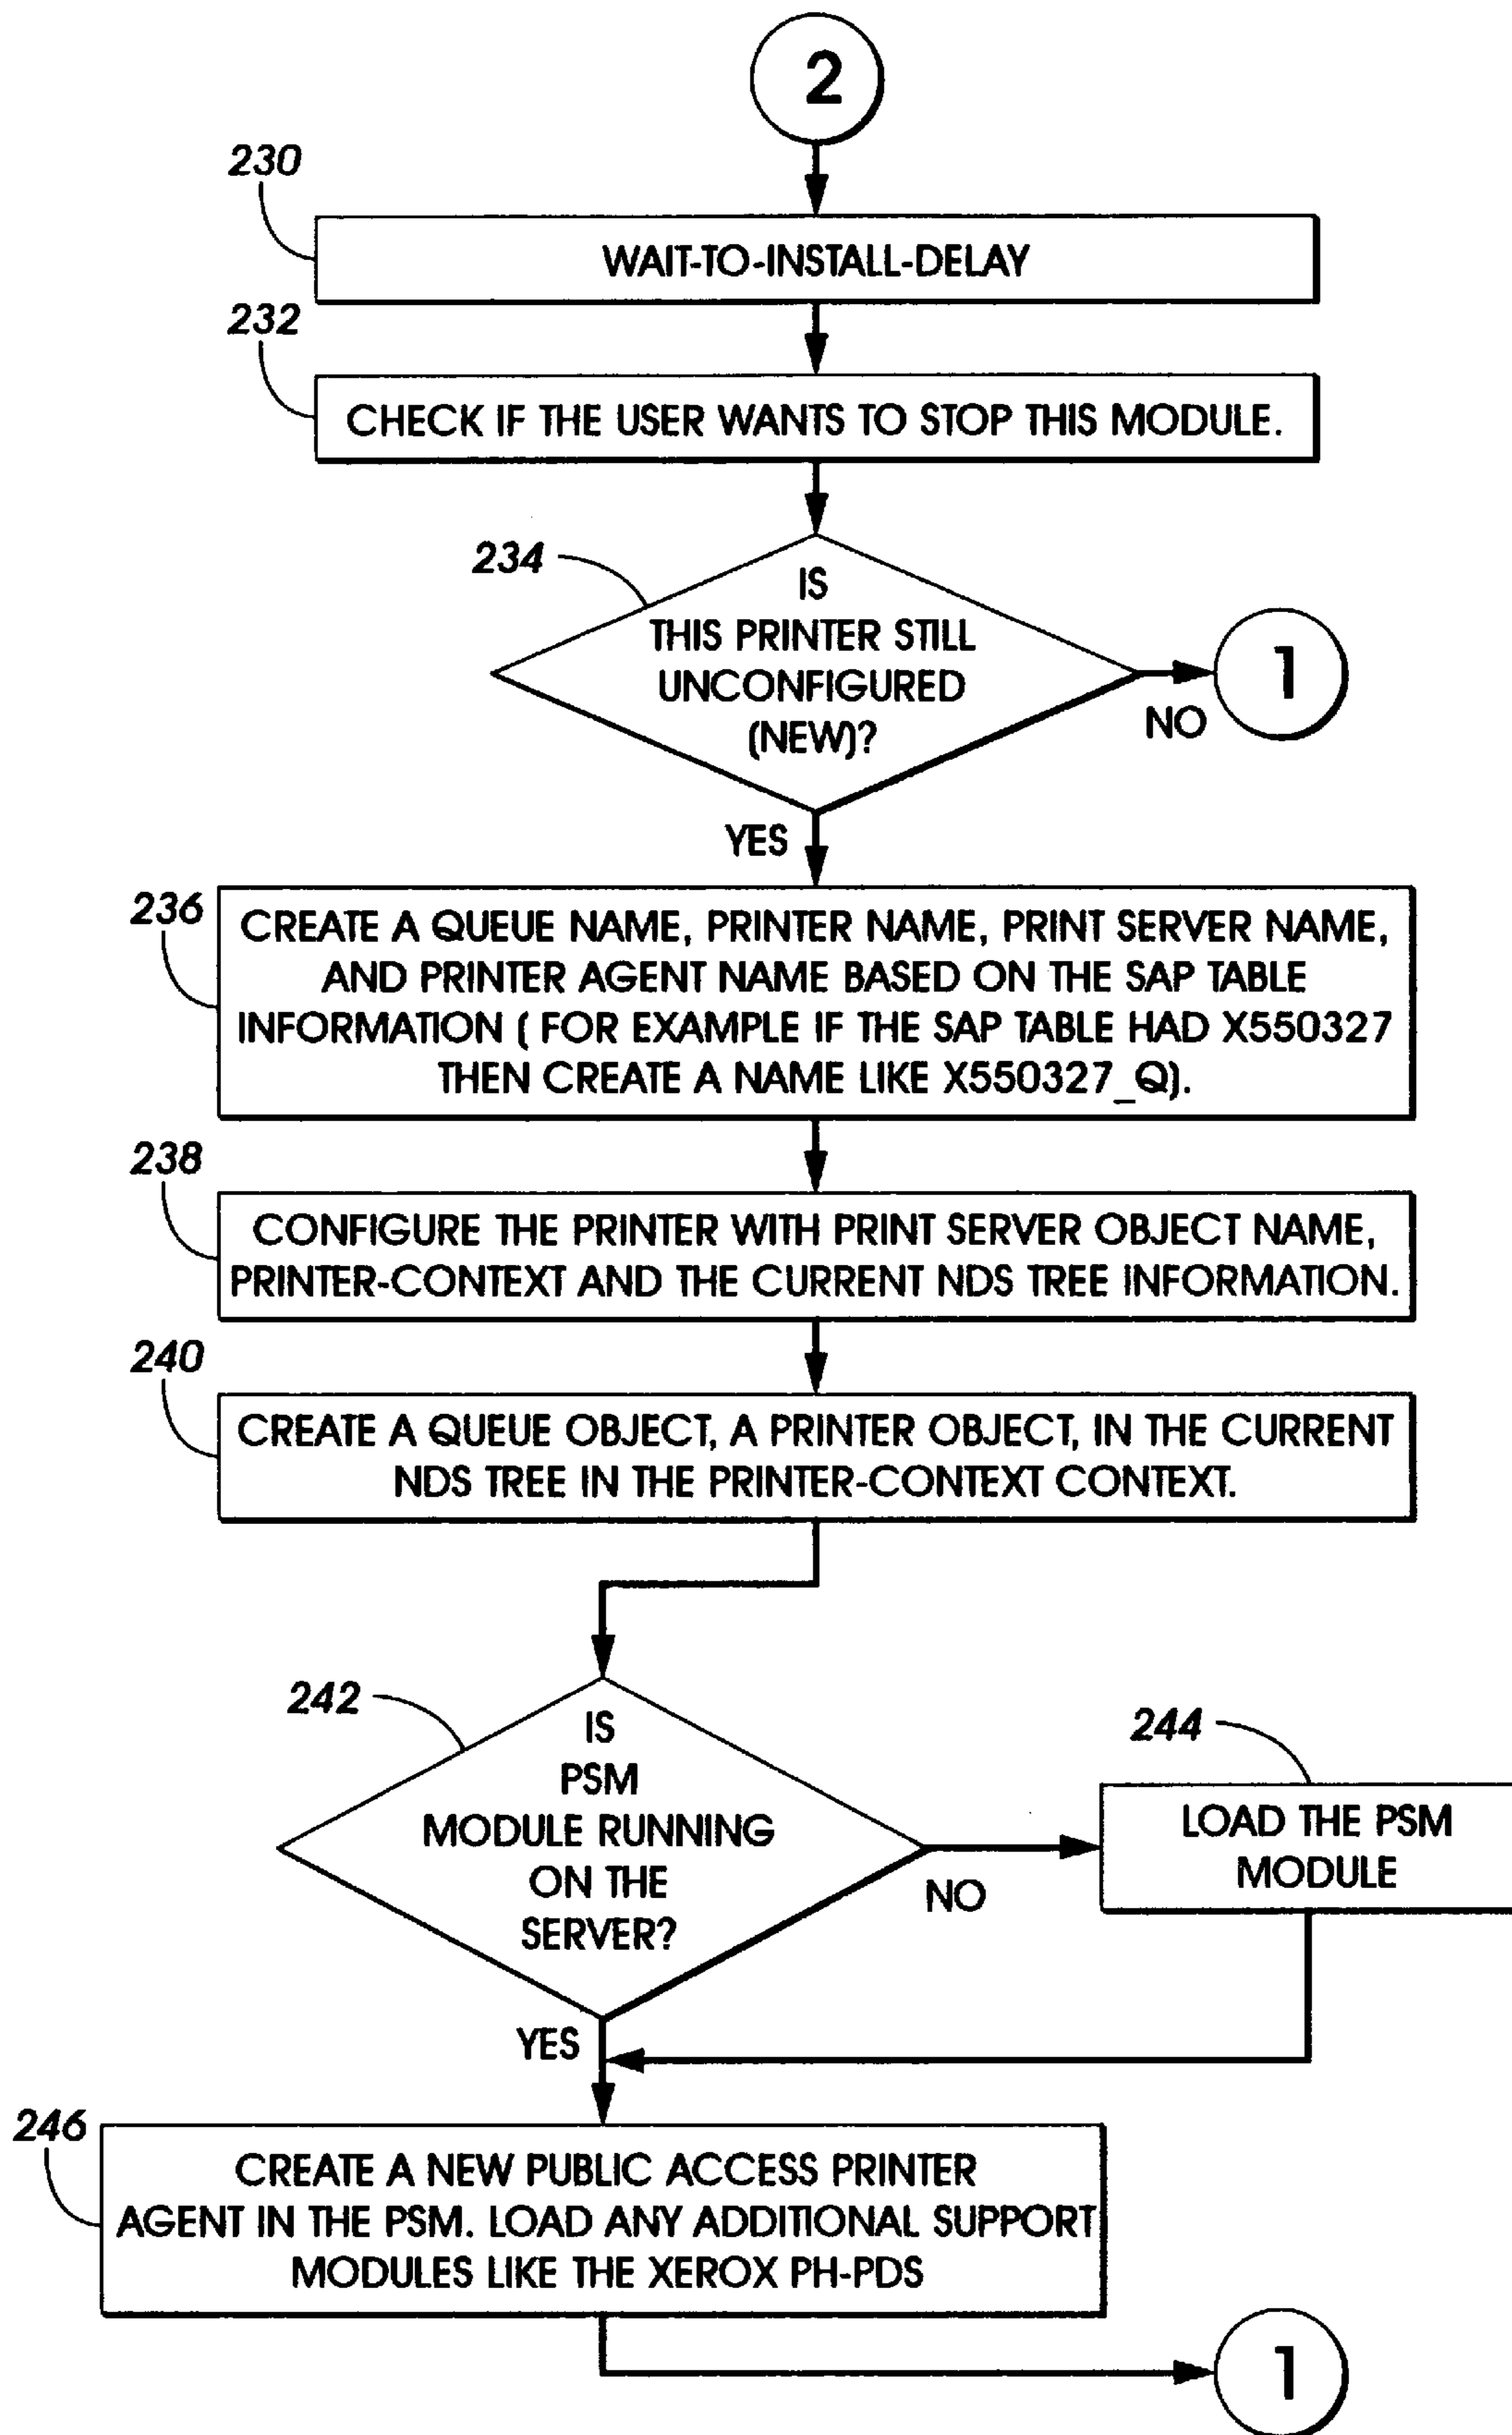 2
230
WAIT-TO-INSTALL-DELAY
232
CHECK IF THE USER WANTS TO STOP THIS MODULE.
234
IS
THIS PRINTER STILL
UNCONFIGURED
(NEW)?
1
NO
YES
236
CREATE A QUEUE NAME, PRINTER NAME, PRINT SERVER NAME,
AND PRINTER AGENT NAME BASED ON THE SAP TABLE
INFORMATION ( FOR EXAMPLE IF THE SAP TABLE HAD X550327
THEN CREATE A NAME LIKE X550327_Q).
238
CONFIGURE THE PRINTER WITH PRINT SERVER OBJECT NAME,
PRINTER-CONTEXT AND THE CURRENT NDS TREE INFORMATION.
240
CREATE A QUEUE OBJECT, A PRINTER OBJECT, IN THE CURRENT
NDS TREE IN THE PRINTER-CONTEXT CONTEXT.
242
IS
PSM
MODULE RUNNING
ON THE
SERVER?
NO
244
LOAD THE PSM
MODULE
YES
246
CREATE A NEW PUBLIC ACCESS PRINTER
AGENT IN THE PSM. LOAD ANY ADDITIONAL SUPPORT
MODULES LIKE THE XEROX PH-PDS
1